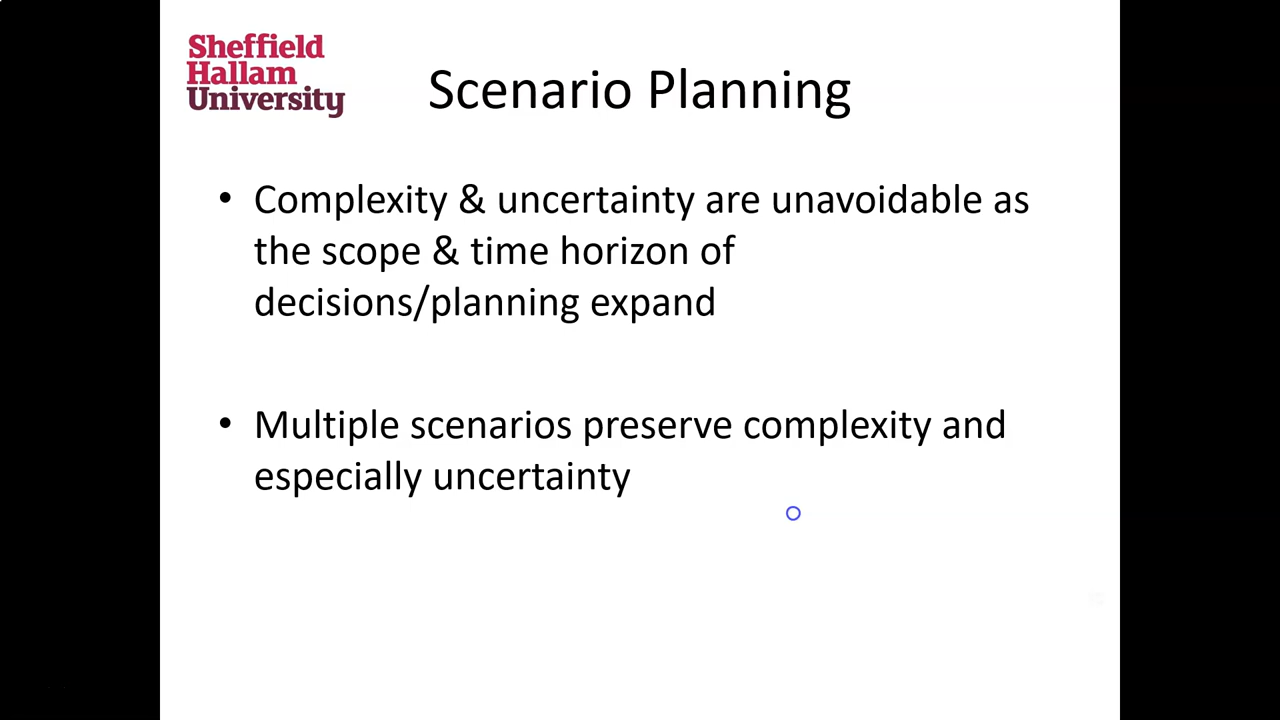 Sheffield
Hallam
University
Scenario Planning
• Complexity & uncertainty are unavoidable as
the scope & time horizon of
decisions/planning expand
• Multiple scenarios preserve complexity and
especially uncertainty